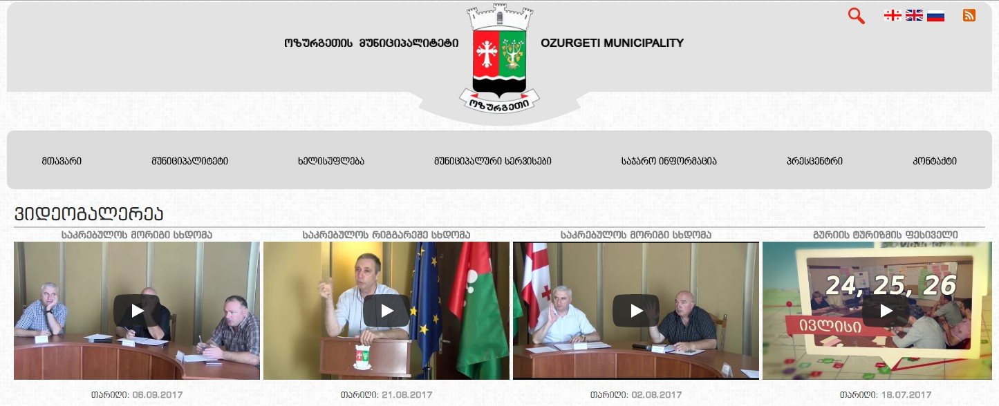 ოზურგეთის მუნიციპალიტეტი
OZURGETI MUNICIPALITY
ოზურგეთი
მთავარი
მუნიციპალიტეტი
ხელისუფლება
მუნიციპალური სერვისები
საჯარო ინფორმაცია
პრესცენტრი
კონტაქტი
ვიდეოგალერეა
საკრებულოს მორიგი სხდომა
საკრებულოს რიგგარეშე სხდომა
საკრებულოს მორიგი სხდომა
გურიის ტურიზმის ფესივველი
24, 25, 26
ივლისი
თარიღი: 06.09.2017
თარიღი: 21.08.2017
თარიღი: 02.08.2017
თარიღი: 18.07.2017